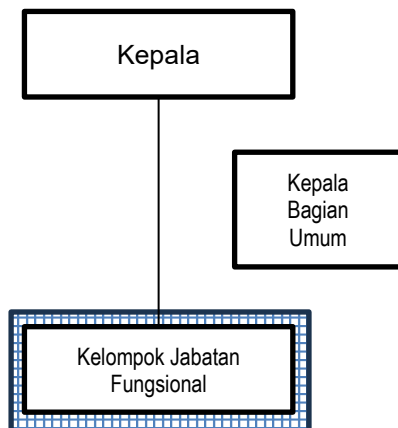 Kepala
Kepala
Bagian
Umum
Kelompok Jabatan
Fungsional